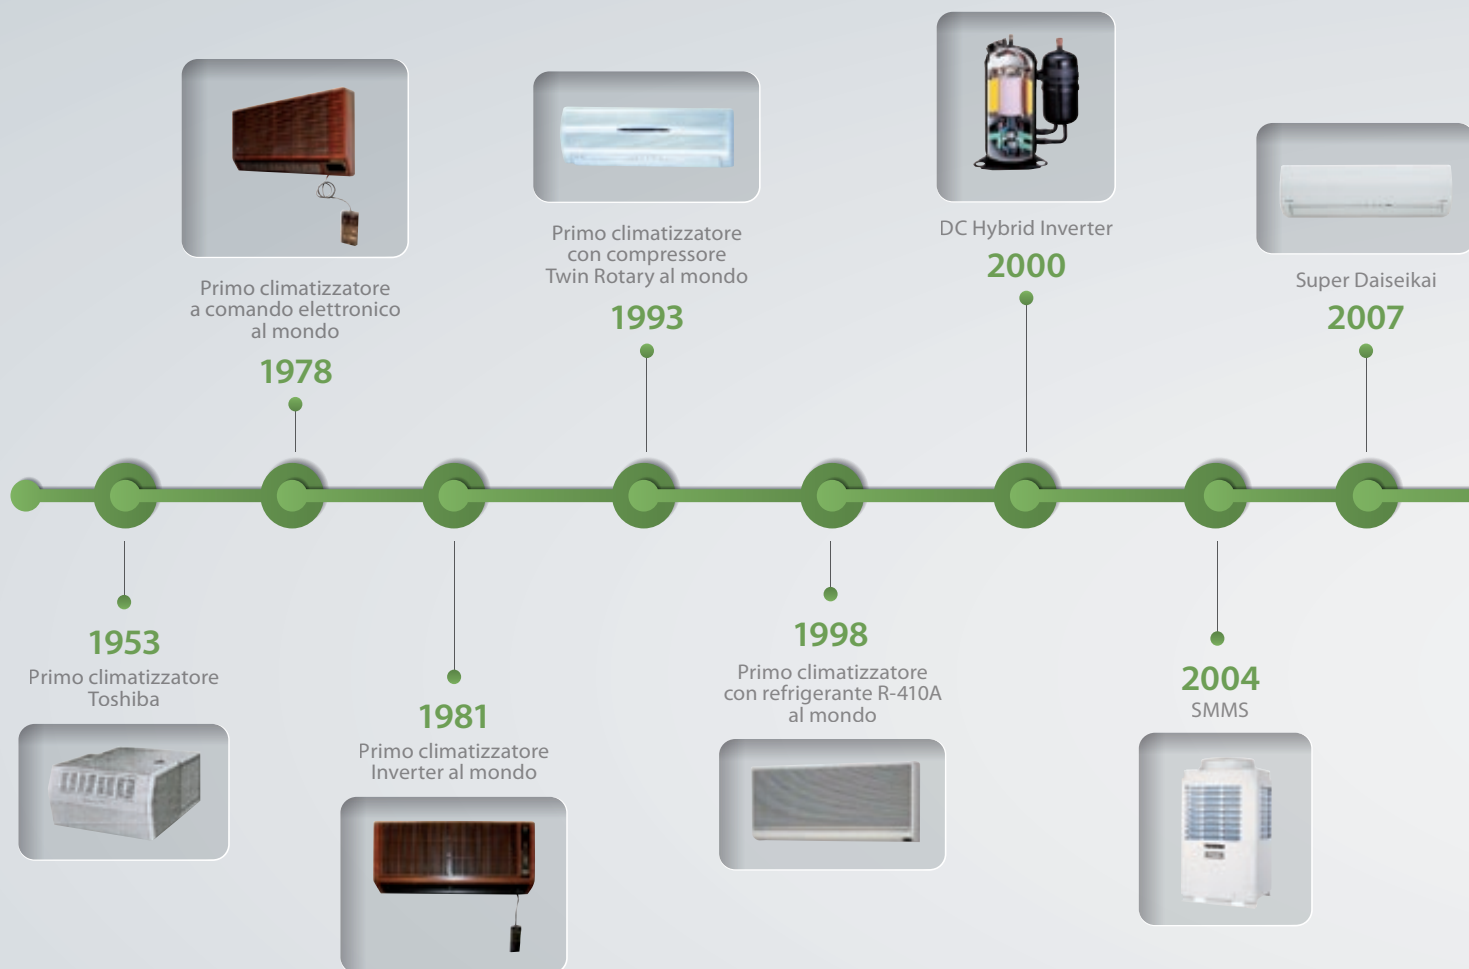 1953
Primo climatizzatore
Toshiba
Primo climatizzatore
a comando elettronico
al mondo
1978
1981
Primo climatizzatore
Inverter al mondo
Primo climatizzatore
con compressore
Twin Rotary al mondo
1993
1998
Primo climatizzatore
con refrigerante R-410A
al mondo
DC Hybrid Inverter
2000
2004
SMMS
Super Daiseikai
2007